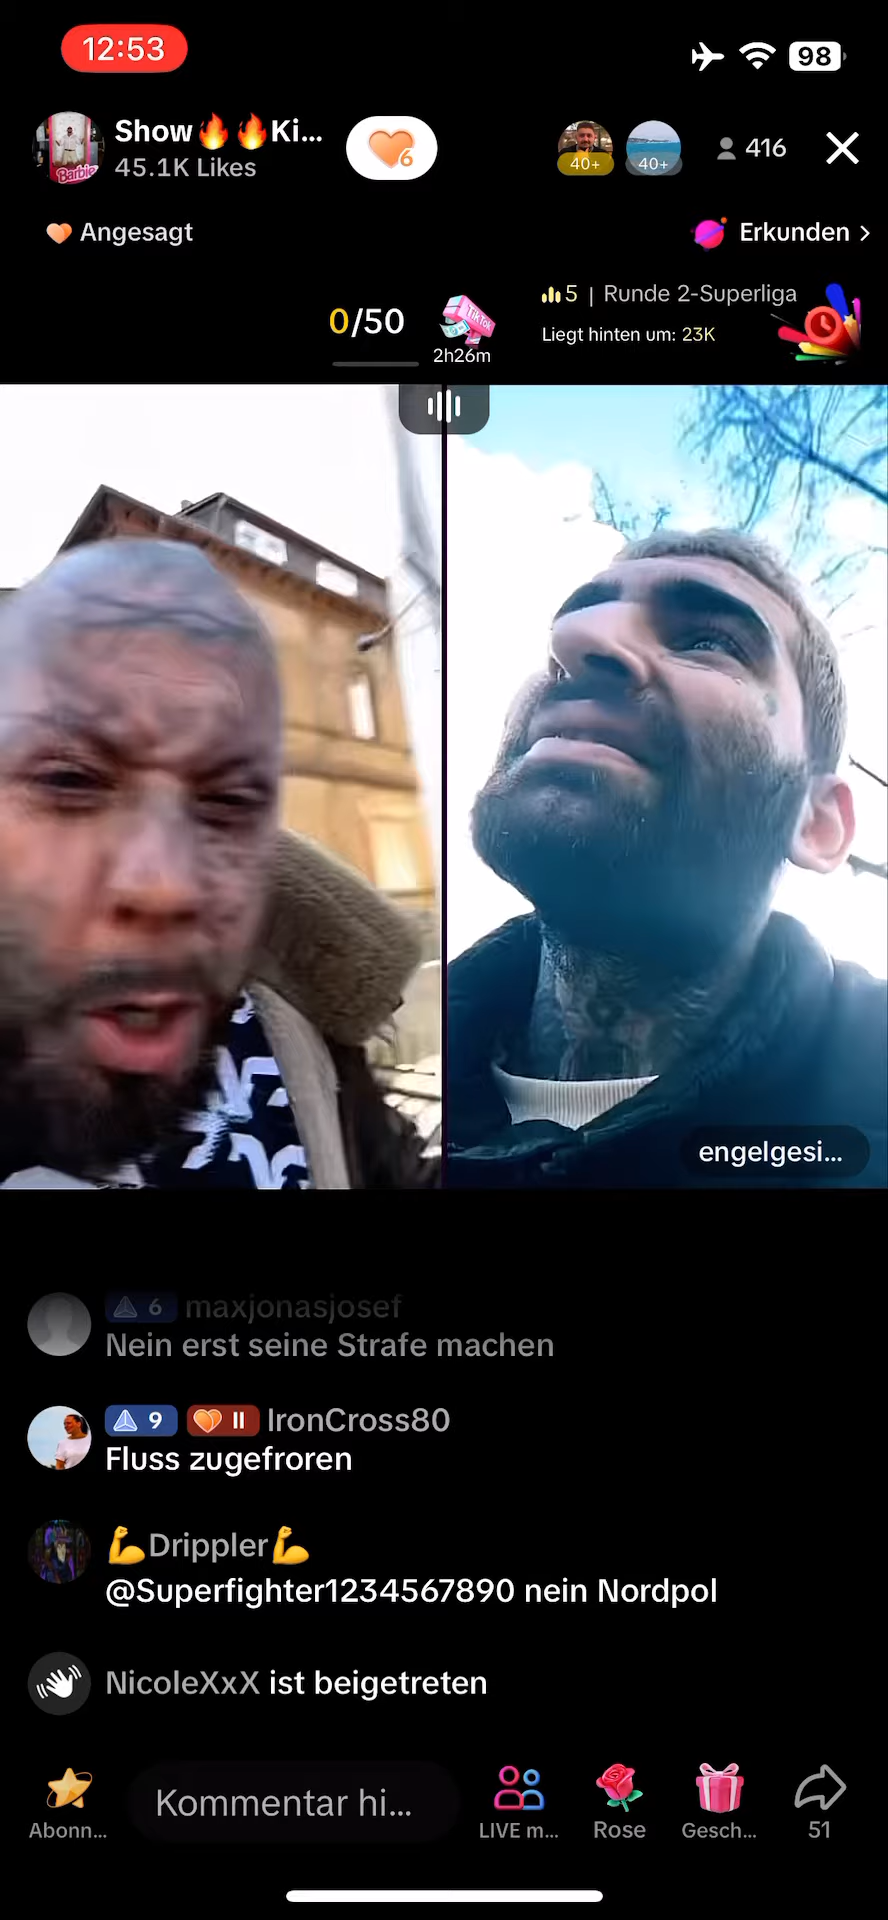 12:53
98
Show🔥🔥Ki...
45.1K Likes
6
40+
40+
416
Barbie
Angesagt
Erkunden >
0/50
TikTok
2h26m
5 | Runde 2-Superliga
Liegt hinten um: 23K
engelgesi...
6 maxjonasjosef
Nein erst seine Strafe machen
9 II IronCross80
Fluss zugefroren
💪Drippler💪
@Superfighter1234567890 nein Nordpol
NicoleXxX ist beigetreten
Kommentar hi...
Abonn...
LIVE m...
Rose
Gesch...
51